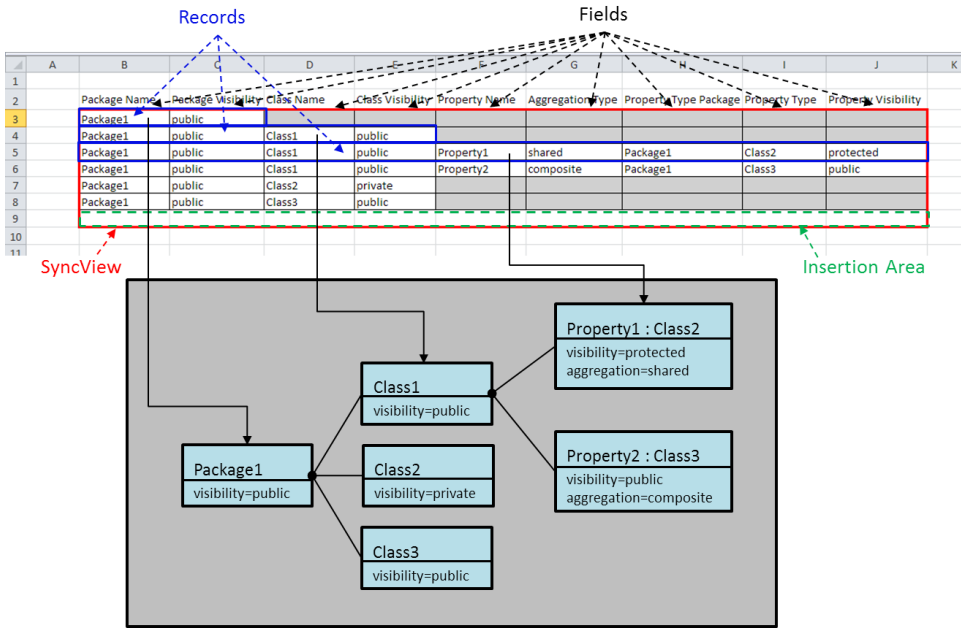 Records Fields
A B C D E F G H I J K
1
2 Package Name Package Visibility Class Name Class Visibility Property Name Aggregation Type Property Type Package Property Type Property Visibility
3 Package1 public
4 Package1 public Class1 public
5 Package1 public Class1 public Property1 shared Package1 Class2 protected
6 Package1 public Class1 public Property2 composite Package1 Class3 public
7 Package1 public Class2 private
8 Package1 public Class3 public
9
10
11
SyncView Insertion Area
Property1 : Class2
visibility=protected
aggregation=shared
Class1
visibility=public
Property2 : Class3
visibility=public
aggregation=composite
Package1
visibility=public
Class2
visibility=private
Class3
visibility=public